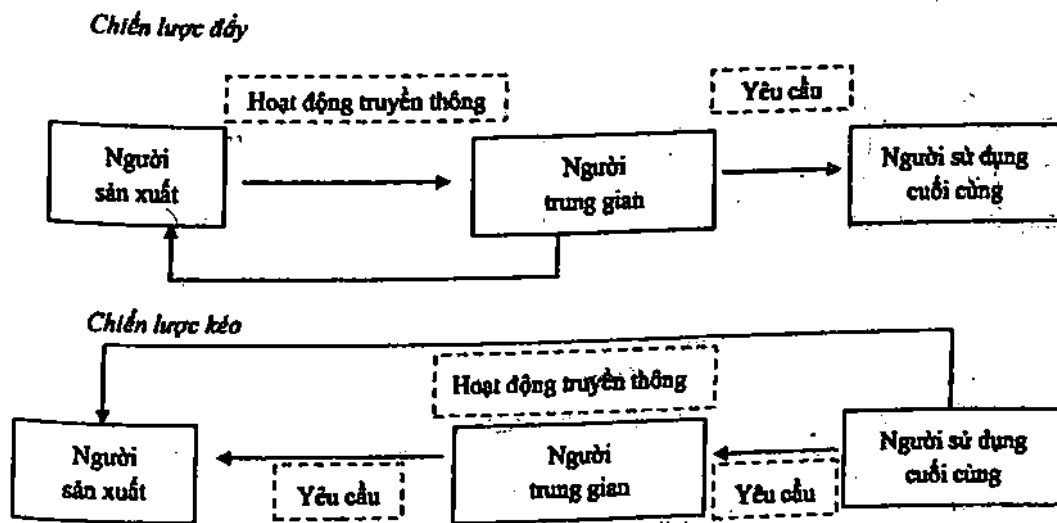 Chiến lược đẩy
Hoạt động truyền thông
Yêu cầu
Người
sản xuất
Người
trung gian
Người sử dụng
cuối cùng
Chiến lược kéo
Hoạt động truyền thông
Người
sản xuất
Yêu cầu
Người
trung gian
Yêu cầu
Người sử dụng
cuối cùng